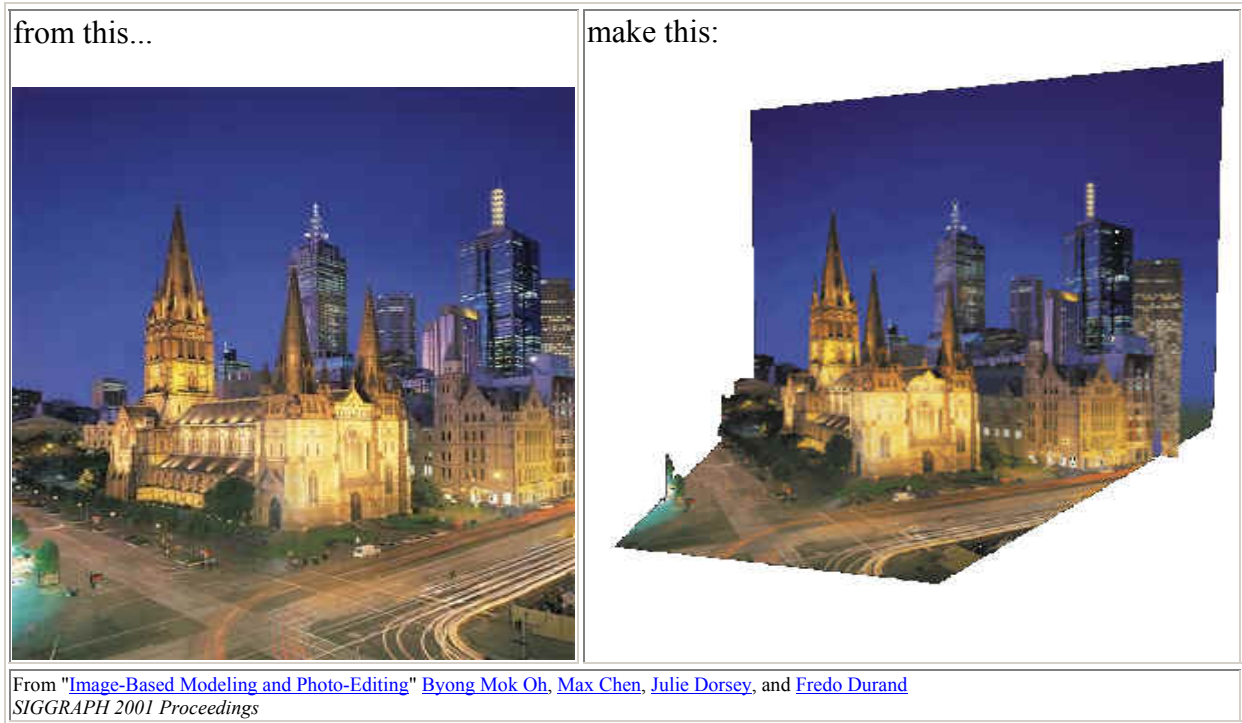 from this...
make this:
From "Image-Based Modeling and Photo-Editing" Byong Mok Oh, Max Chen, Julie Dorsey, and Fredo Durand
SIGGRAPH 2001 Proceedings